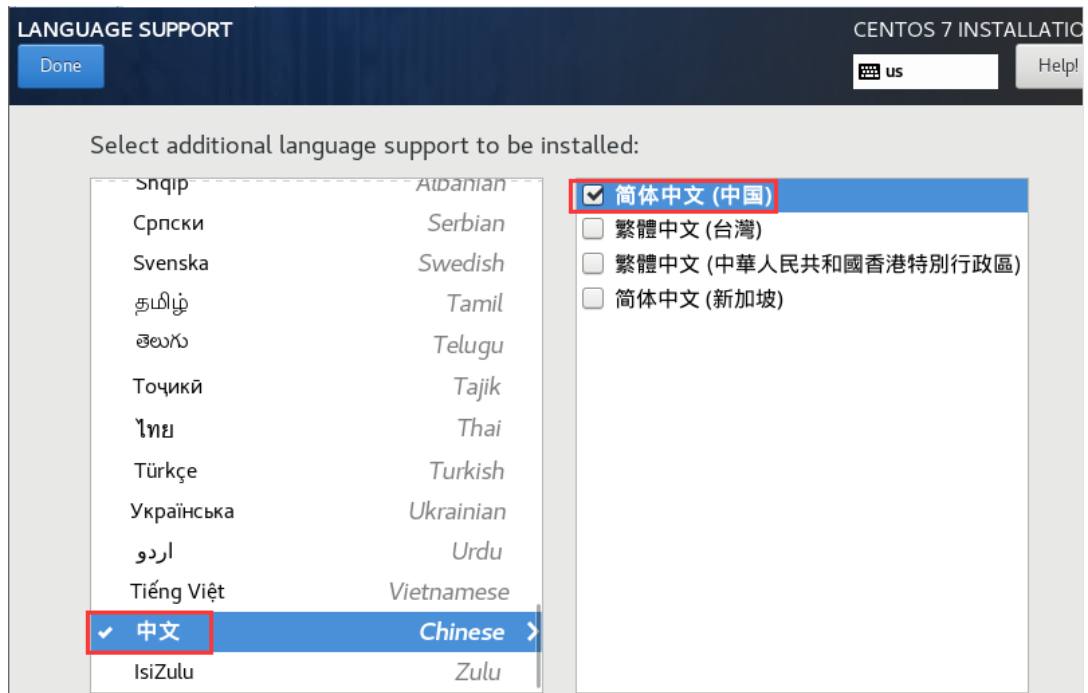 LANGUAGE SUPPORT
CENTOS 7 INSTALLATIO
Done
us
Help!
Select additional language support to be installed:
Shqip Albanian
Српски Serbian
Svenska Swedish
தமிழ் Tamil
తెలుగు Telugu
Тоҷикӣ Tajik
ไทย Thai
Türkçe Turkish
Українська Ukrainian
اردو Urdu
Tiếng Việt Vietnamese
中文 Chinese
IsiZulu Zulu
简体中文 (中国)
繁體中文 (台灣)
繁體中文 (中華人民共和國香港特別行政區)
简体中文 (新加坡)